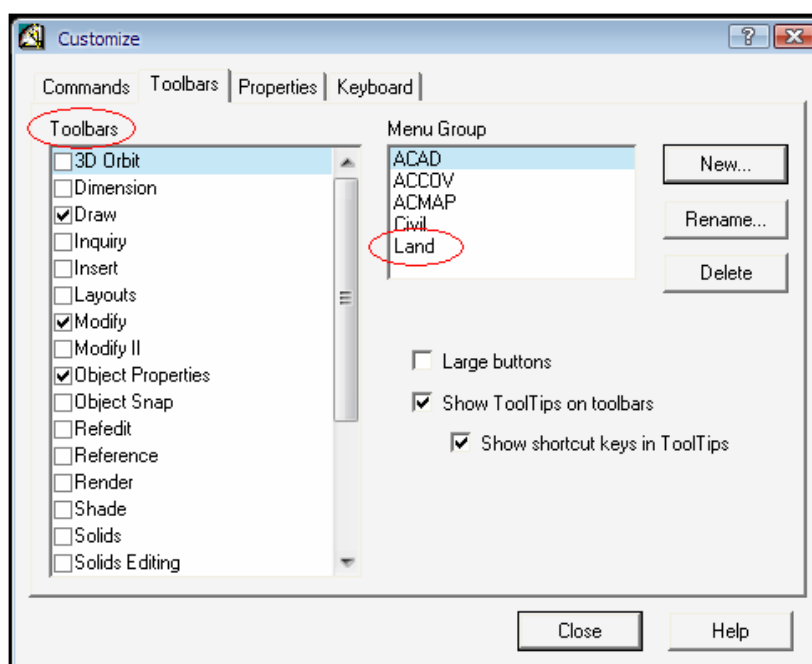 Customize
Commands Toolbars Properties Keyboard
Toolbars
3D Orbit
Dimension
Draw
Inquiry
Insert
Layouts
Modify
Modify II
Object Properties
Object Snap
Refedit
Reference
Render
Shade
Solids
Solids Editing
Menu Group
ACAD
ACCOV
ACMAP
Civil
Land
New...
Rename...
Delete
Large buttons
Show ToolTips on toolbars
Show shortcut keys in ToolTips
Close Help